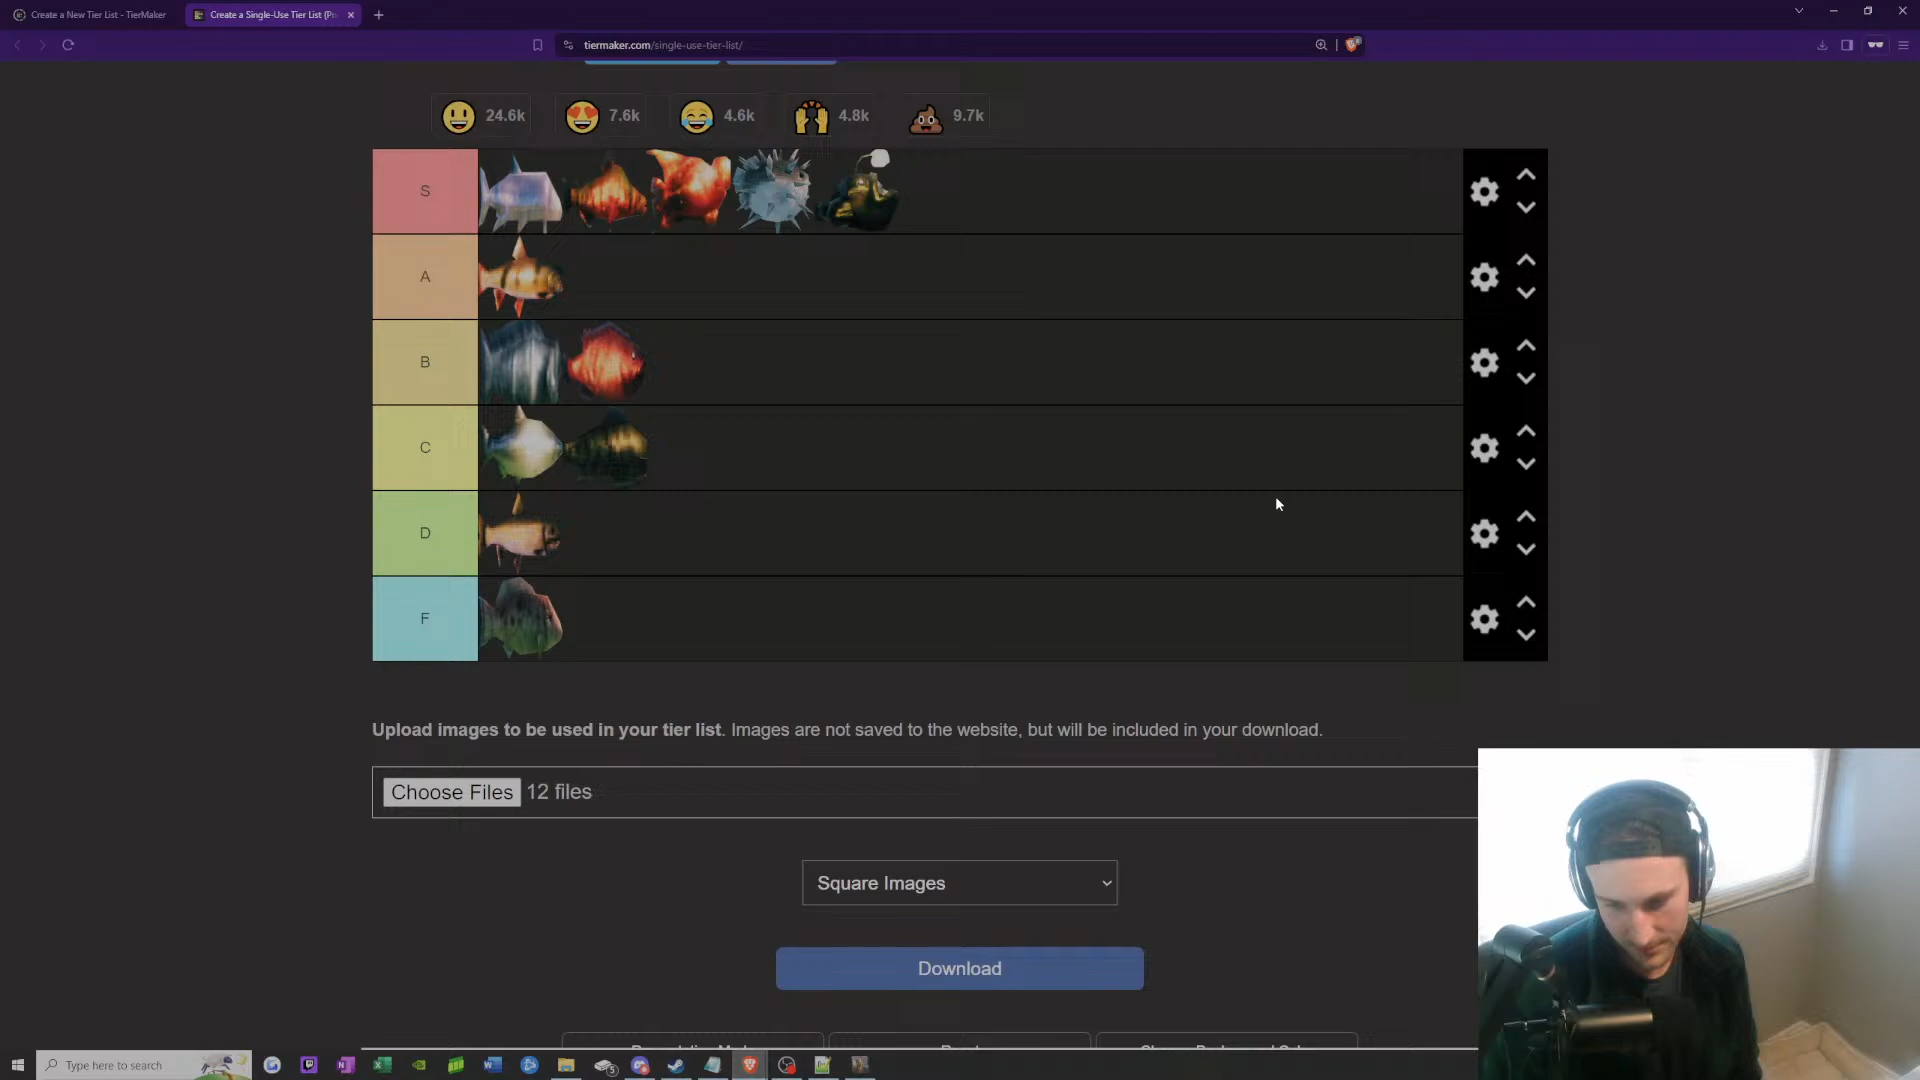 Create a New Tier List - TierMaker
Create a Single-Use Tier List (Pri
tiermaker.com/single-use-tier-list/
24.6k
7.6k
4.6k
4.8k
9.7k
S
A
B
C
D
F
Upload images to be used in your tier list. Images are not saved to the website, but will be included in your download.
Choose Files 12 files
Square Images
Download
Type here to search